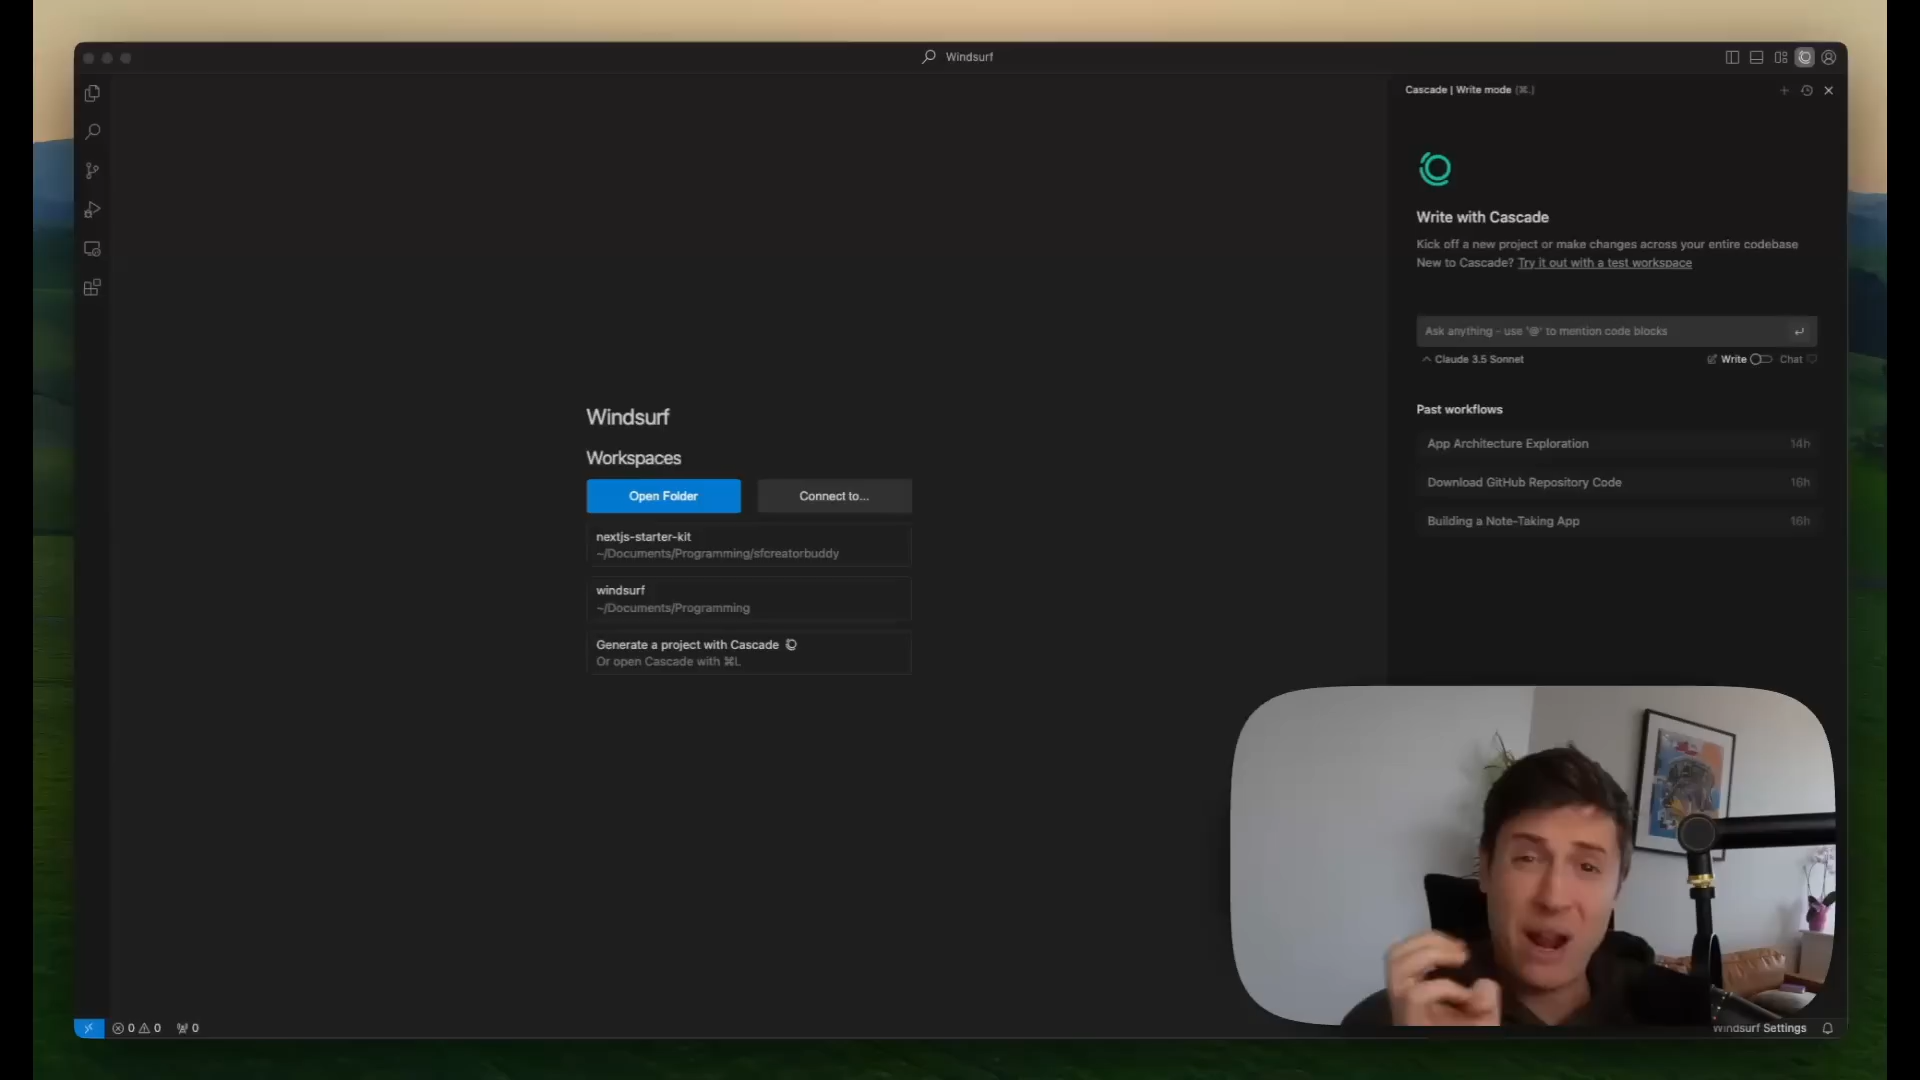 Windsurf
Cascade | Write mode (⌘.)
Write with Cascade
Kick off a new project or make changes across your entire codebase
New to Cascade? Try it out with a test workspace
Ask anything - use '@' to mention code blocks
Claude 3.5 Sonnet
Write
Chat
Past workflows
App Architecture Exploration 14h
Download GitHub Repository Code 16h
Building a Note-Taking App 16h
Windsurf
Workspaces
Open Folder
Connect to...
nextjs-starter-kit
~/Documents/Programming/sfcreatorbuddy
windsurf
~/Documents/Programming
Generate a project with Cascade
Or open Cascade with ⌘L
0 0 0
Windsurf Settings